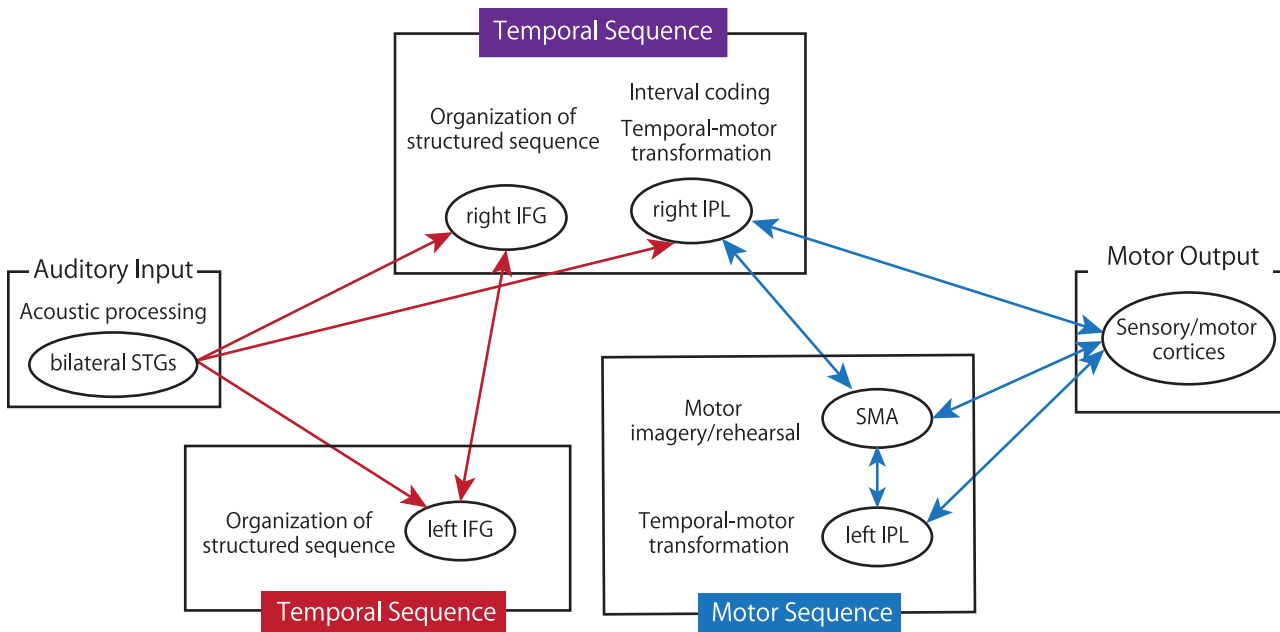 Temporal Sequence
Interval coding
Organization of
structured sequence
Temporal-motor
transformation
right IFG
right IPL
Auditory Input
Acoustic processing
bilateral STGs
Motor Output
Sensory/motor
cortices
Motor
imagery/rehearsal
SMA
Organization of
structured sequence
left IFG
Temporal-motor
transformation
left IPL
Temporal Sequence
Motor Sequence